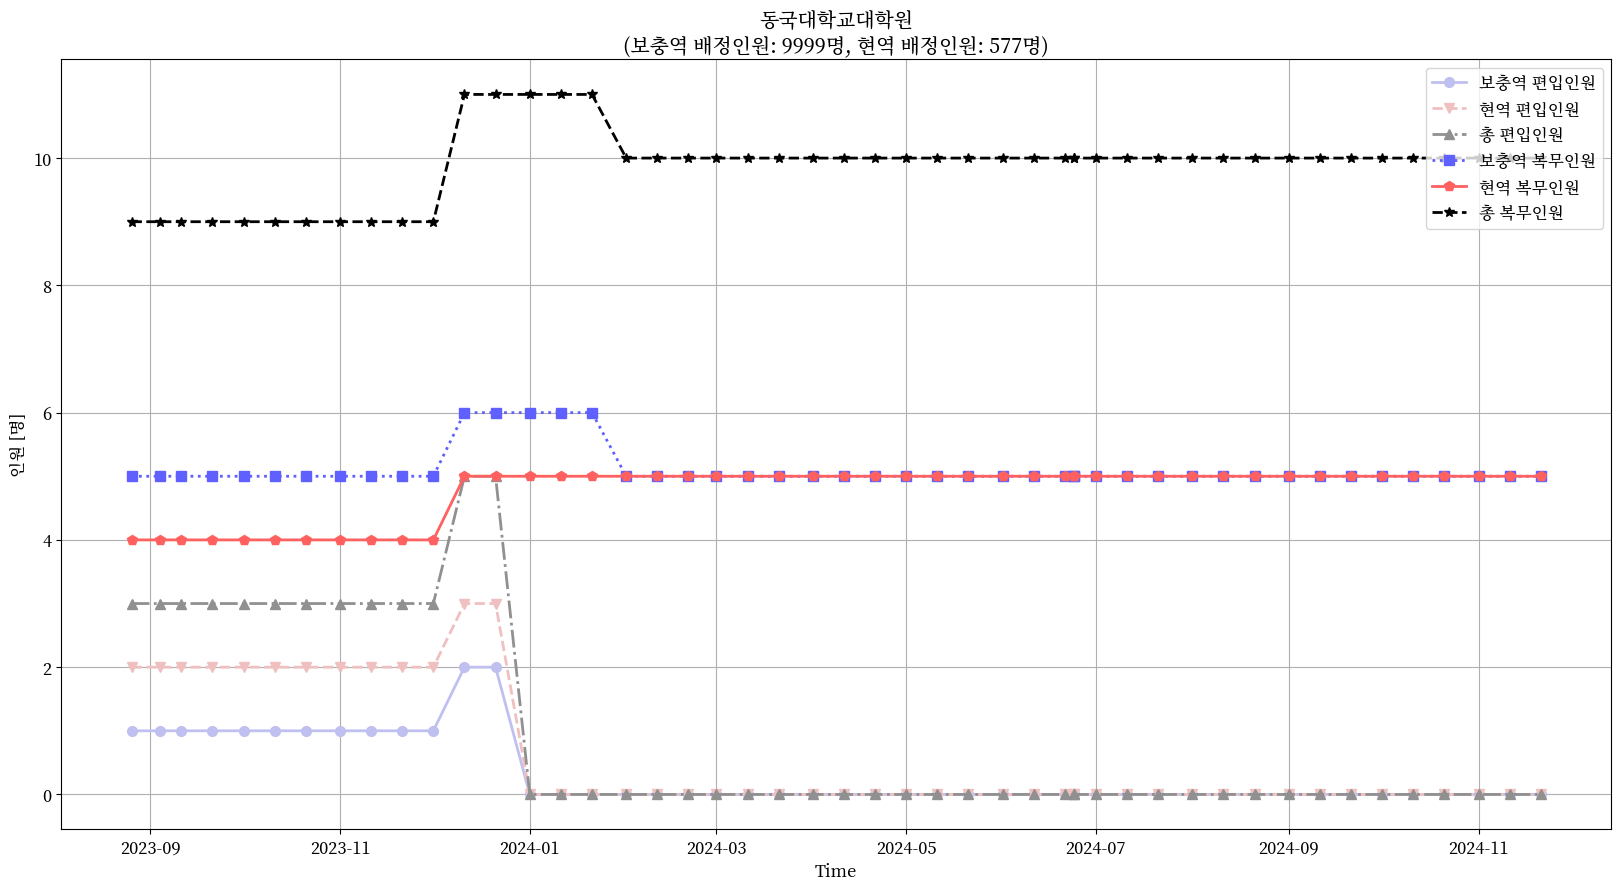 동국대학교대학원
(보충역 배정인원: 9999명, 현역 배정인원: 577명)
보충역 편입인원
현역 편입인원
총 편입인원
보충역 복무인원
현역 복무인원
총 복무인원
10
8
6
4
2
0
인원 [명]
2023-09
2023-11
2024-01
2024-03
2024-05
2024-07
2024-09
2024-11
Time